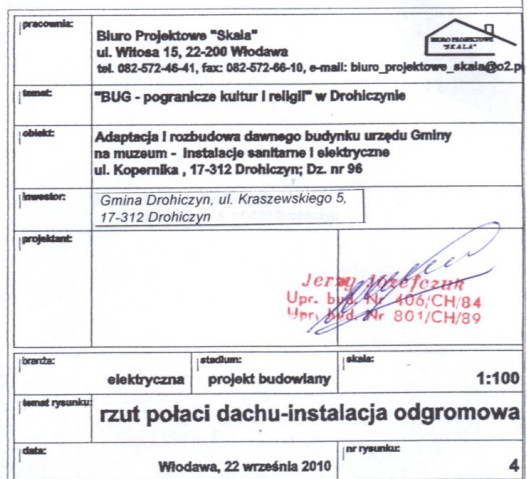 pracownia:
Biuro Projektowe "Skala"
ul. Witosa 15, 22-200 Włodawa
tel. 082-572-46-41, fax: 082-572-66-10, e-mail: biuro_projektowe_skala@o2.p
BIURO PROJEKTOWE
"SKALA"
temat:
"BUG - pogranicze kultur i religii" w Drohiczynie
obiekt:
Adaptacja i rozbudowa dawnego budynku urzędu Gminy
na muzeum - instalacje sanitarne i elektryczne
ul. Kopernika , 17-312 Drohiczyn; Dz. nr 96
inwestor:
Gmina Drohiczyn, ul. Kraszewskiego 5,
17-312 Drohiczyn
projektant:
Jerzy Józefczuk
Upr. bud. Nr 406/CH/84
Upr. bud. Nr 801/CH/89
branża:
elektryczna
stadium:
projekt budowlany
skala:
1:100
temat rysunku:
rzut połaci dachu-instalacja odgromowa
data:
Włodawa, 22 września 2010
nr rysunku:
4